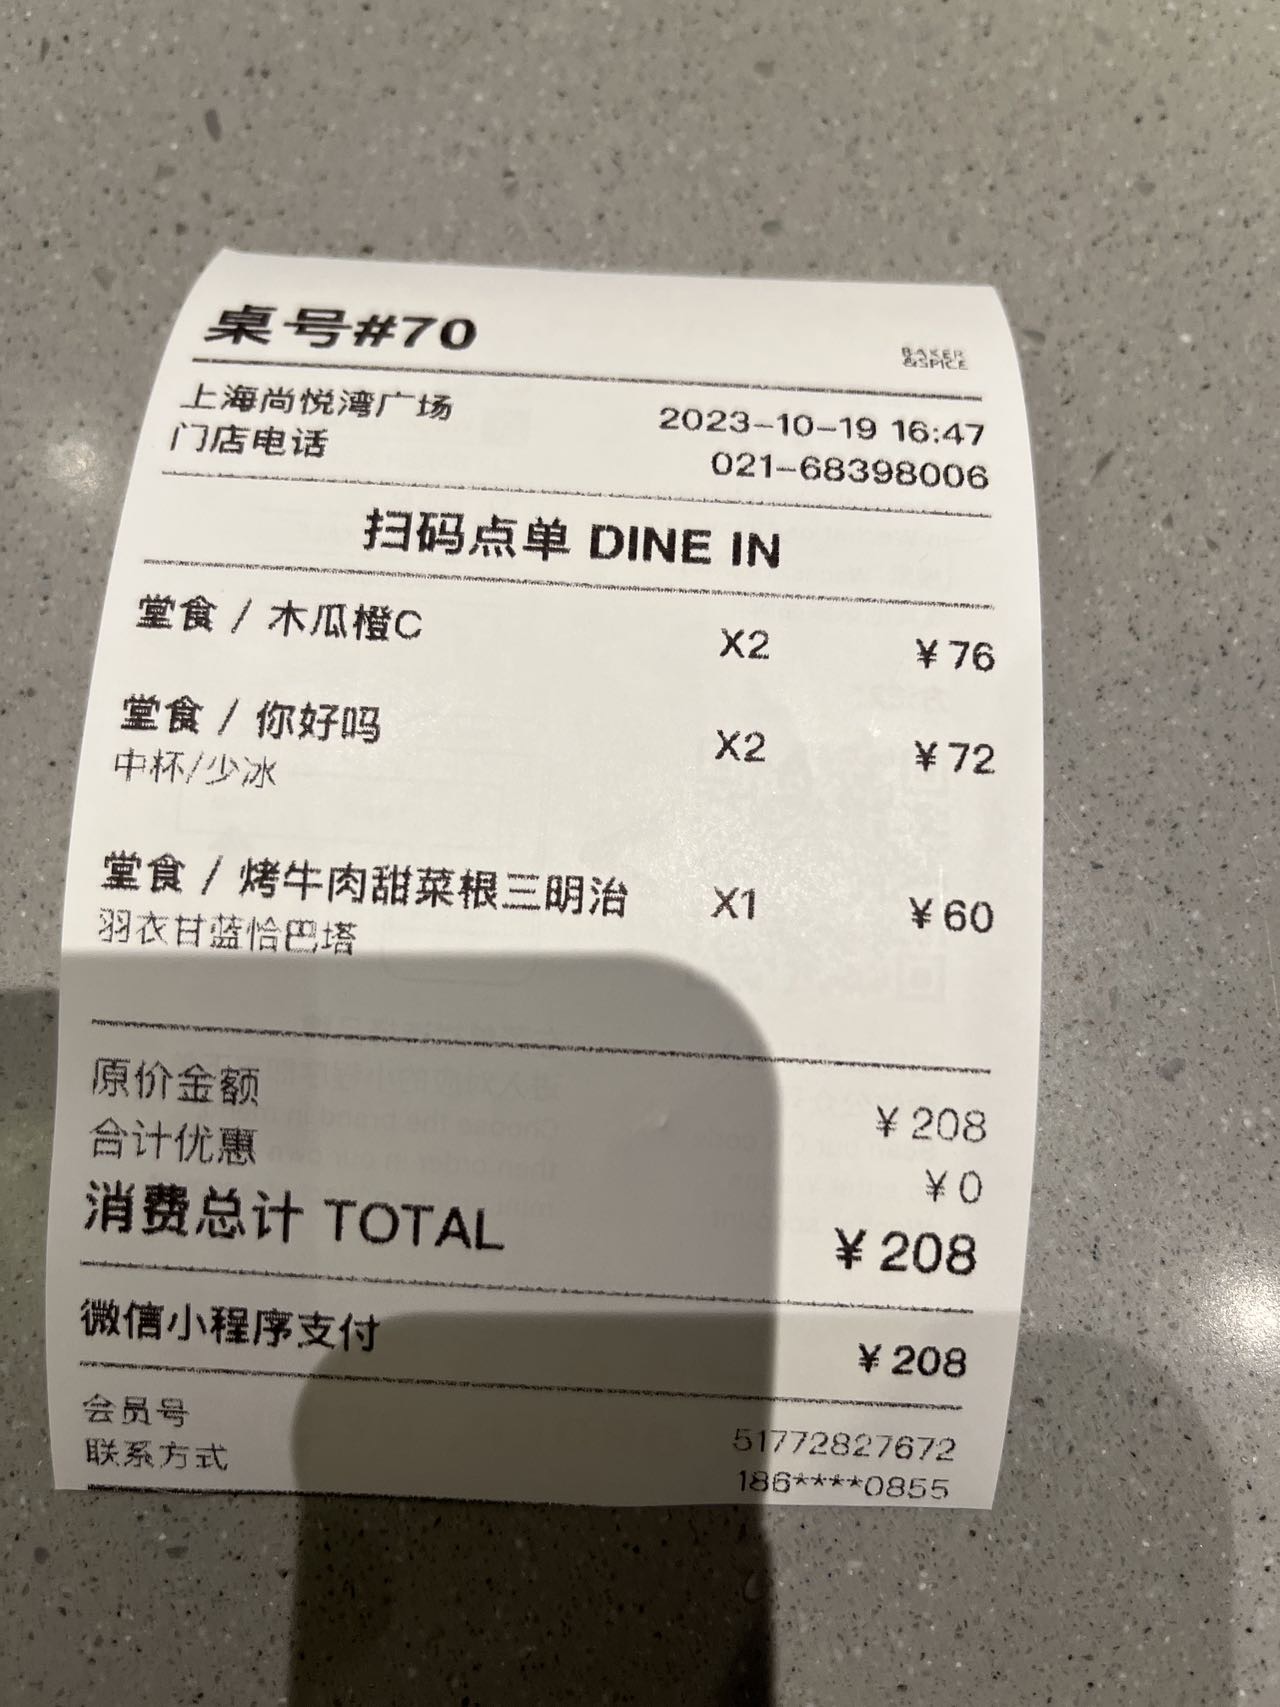 桌号#70
BAKER
&SPICE
上海尚悦湾广场 2023-10-19 16:47
门店电话 021-68398006
扫码点单 DINE IN
堂食 / 木瓜橙C X2 ¥76
堂食 / 你好吗 X2 ¥72
中杯/少冰
堂食 / 烤牛肉甜菜根三明治 X1 ¥60
羽衣甘蓝恰巴塔
原价金额 ¥208
合计优惠 ¥0
消费总计 TOTAL ¥208
微信小程序支付 ¥208
会员号 51772827672
联系方式 186****0855